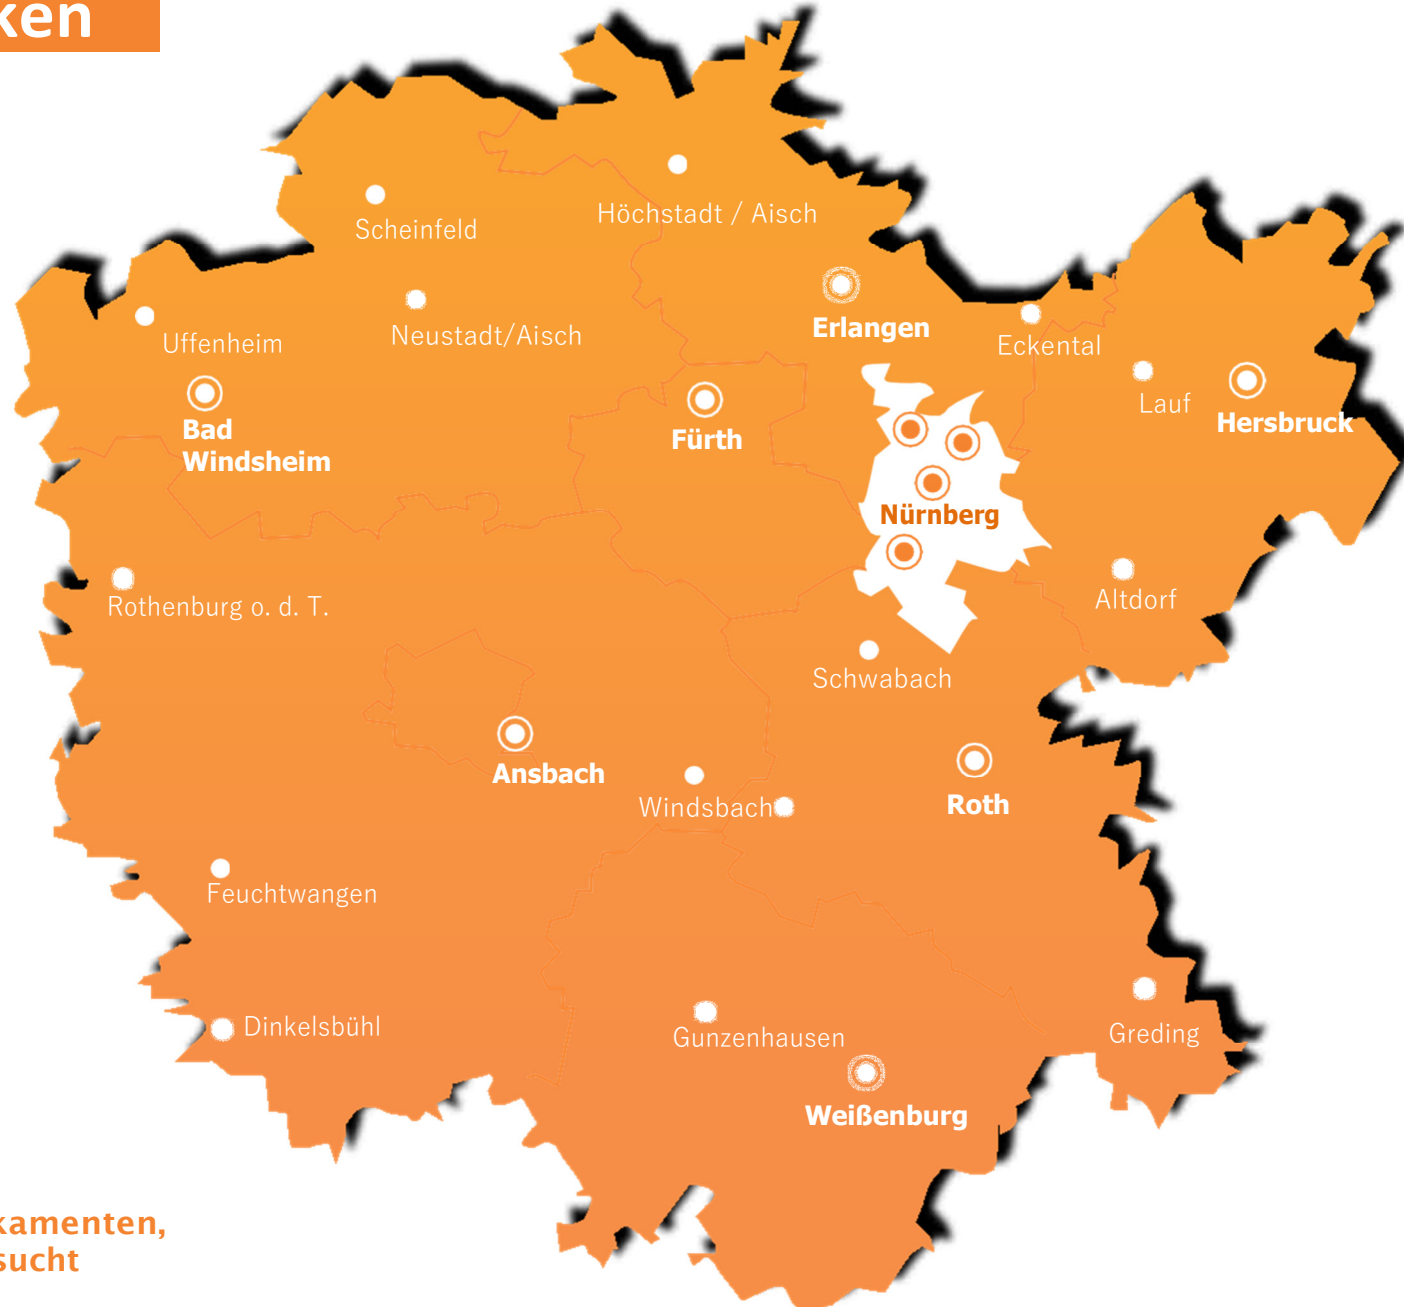 ken
Höchstadt / Aisch
Scheinfeld
Erlangen
Neustadt/Aisch
Uffenheim
Eckental
Lauf
Hersbruck
Bad
Windsheim
Fürth
Nürnberg
Rothenburg o. d. T.
Altdorf
Schwabach
Ansbach
Windsbach
Roth
Feuchtwangen
Dinkelsbühl
Gunzenhausen
Greding
Weißenburg
kamenten,
sucht